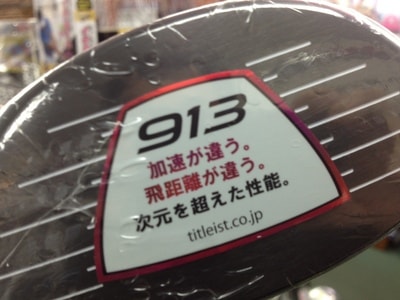 913
加速が違う。
飛距離が違う。
次元を超えた性能。
titleist.co.jp